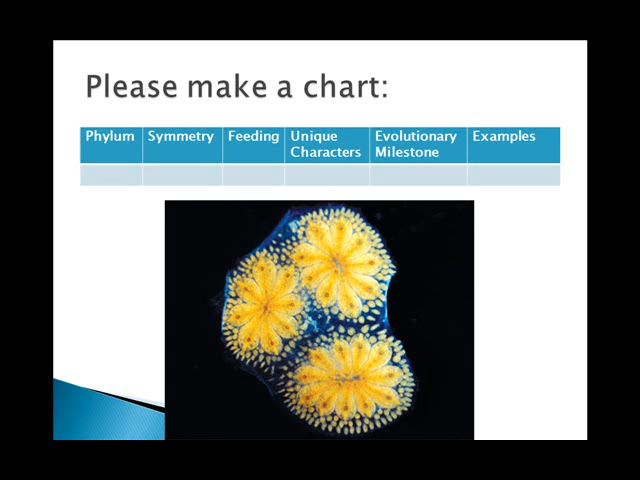 Please make a chart:
Phylum Symmetry Feeding Unique Characters Evolutionary Milestone Examples